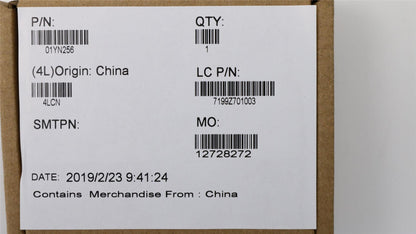 P/N: QTY:
01YN256 1
(4L)Origin: China LC P/N:
4LCN 7199Z701003
SMTPN: MO:
12728272
DATE: 2019/2/23 9:41:24
Contains Merchandise From : China